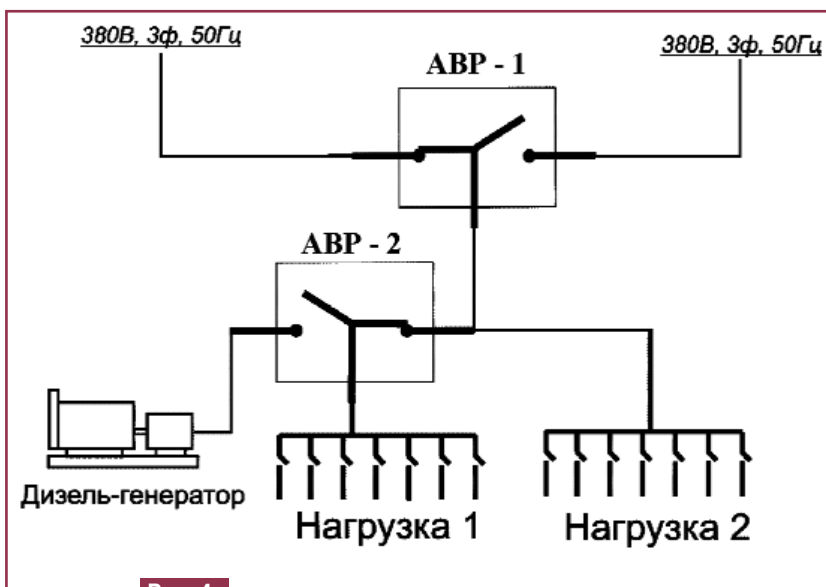 380В, 3ф, 50Гц
380В, 3ф, 50Гц
АВР - 1
АВР - 2
Дизель-генератор
Нагрузка 1
Нагрузка 2